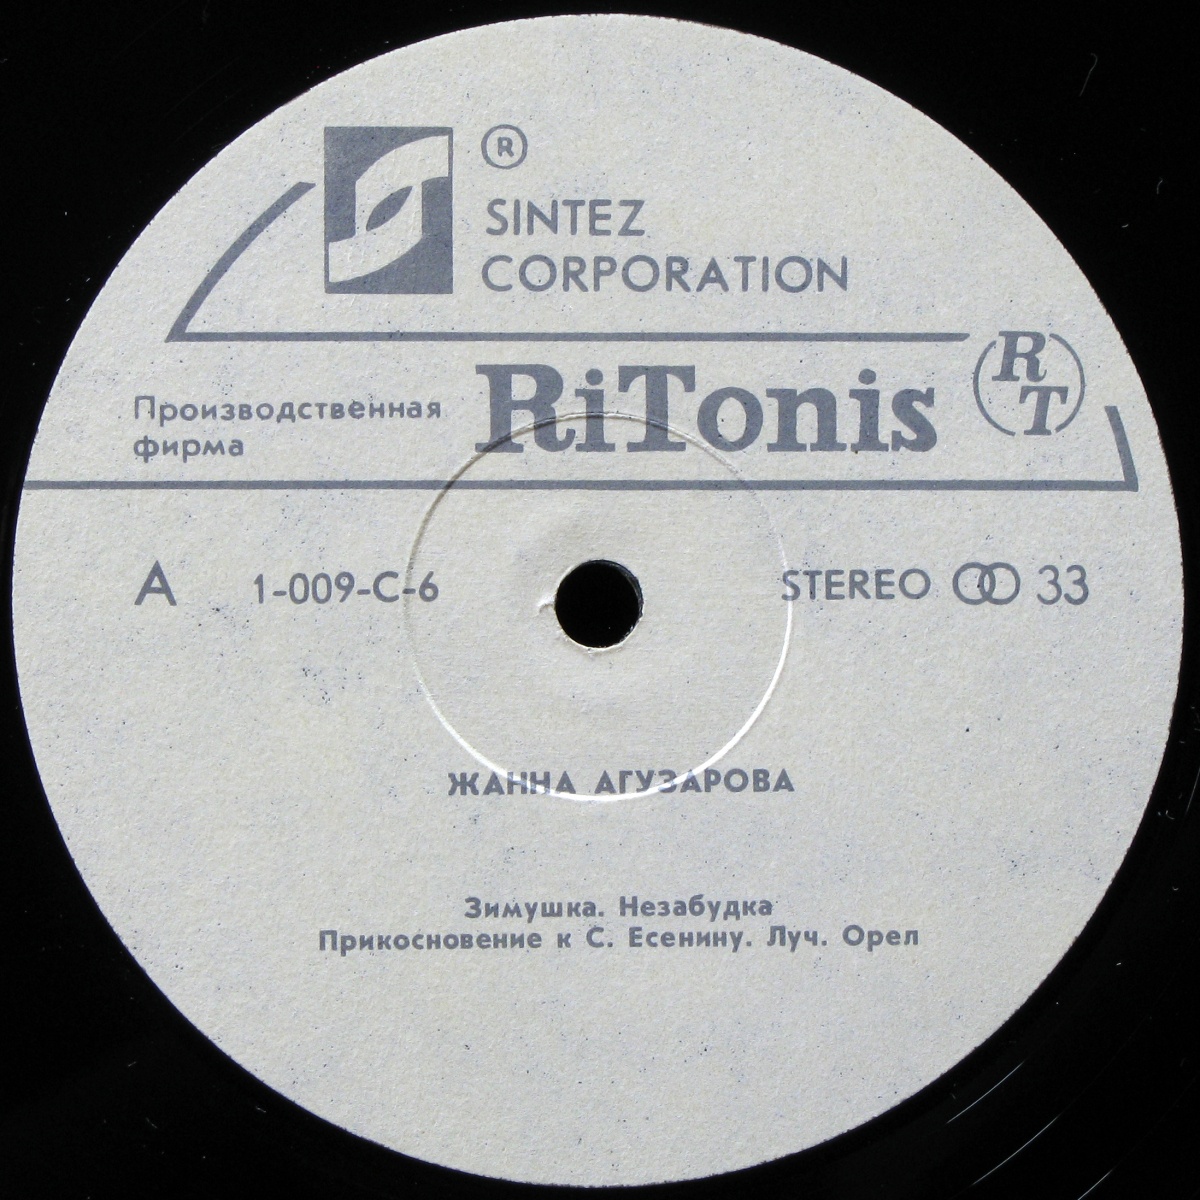 ®
SINTEZ
CORPORATION
Производственная
фирма
RiTonis
RT
A 1-009-C-6 STEREO 33
ЖАННА АГУЗАРОВА
Зимушка. Незабудка
Прикосновение к С. Есенину. Луч. Орел